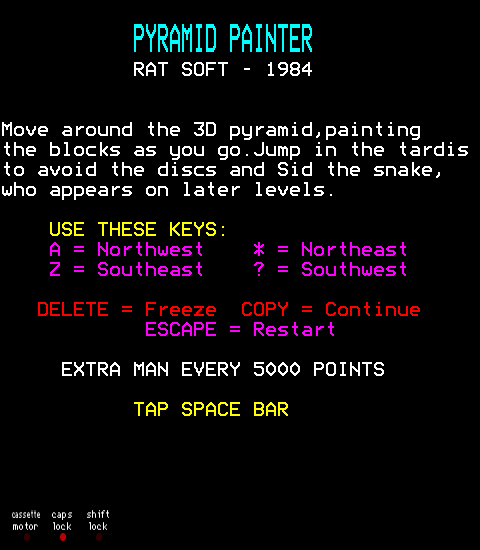 PYRAMID PAINTER
RAT SOFT - 1984
Move around the 3D pyramid,painting
the blocks as you go.Jump in the tardis
to avoid the discs and Sid the snake,
who appears on later levels.
USE THESE KEYS:
A = Northwest * = Northeast
Z = Southeast ? = Southwest
DELETE = Freeze COPY = Continue
ESCAPE = Restart
EXTRA MAN EVERY 5000 POINTS
TAP SPACE BAR
cassette caps shift
motor lock lock